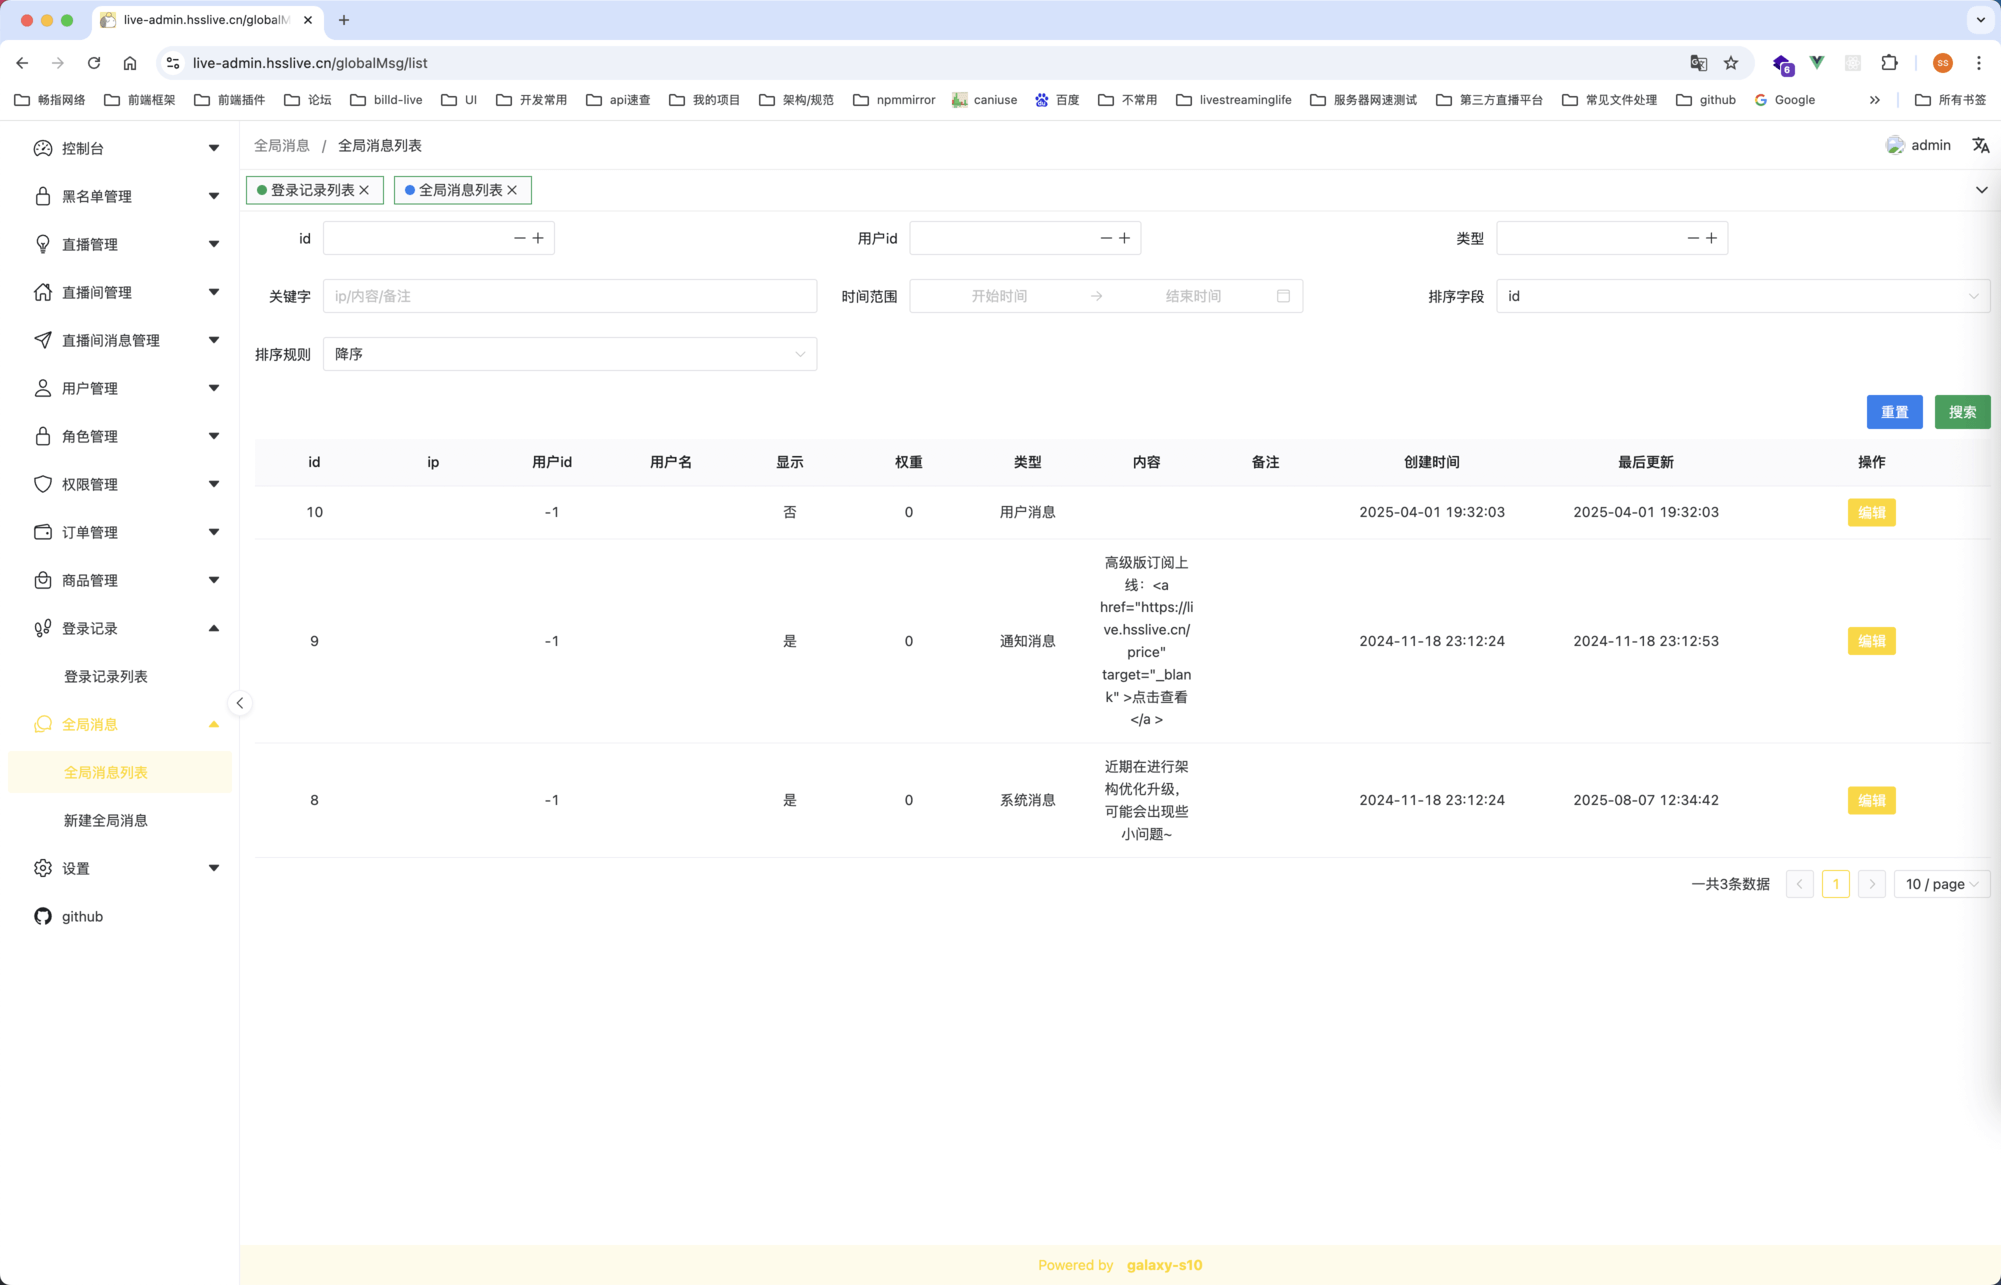 live-admin.hsslive.cn/globalM
live-admin.hsslive.cn/globalMsg/list
6
ss
畅指网络 前端框架 前端插件 论坛 billd-live UI 开发常用 api速查 我的项目 架构/规范 npmmirror caniuse 百度 不常用 livestreaminglife 服务器网速测试 第三方直播平台 常见文件处理 github Google 所有书签
控制台
黑名单管理
直播管理
直播间管理
直播间消息管理
用户管理
角色管理
权限管理
订单管理
商品管理
登录记录
登录记录列表
全局消息
全局消息列表
新建全局消息
设置
github
全局消息 / 全局消息列表
admin
登录记录列表 全局消息列表
id 用户id 类型
关键字 ip/内容/备注 时间范围 开始时间 结束时间 排序字段 id
排序规则 降序
重置 搜索
id ip 用户id 用户名 显示 权重 类型 内容 备注 创建时间 最后更新 操作
10 -1 否 0 用户消息 2025-04-01 19:32:03 2025-04-01 19:32:03 编辑
高级版订阅上
线：<a
href="https://li
ve.hsslive.cn/
9 -1 是 0 通知消息 2024-11-18 23:12:24 2024-11-18 23:12:53 编辑
price"
target="_blan
k" >点击查看
</a >
近期在进行架
构优化升级，
8 -1 是 0 系统消息 2024-11-18 23:12:24 2025-08-07 12:34:42 编辑
可能会出现些
小问题~
一共3条数据 1 10 / page
Powered by galaxy-s10